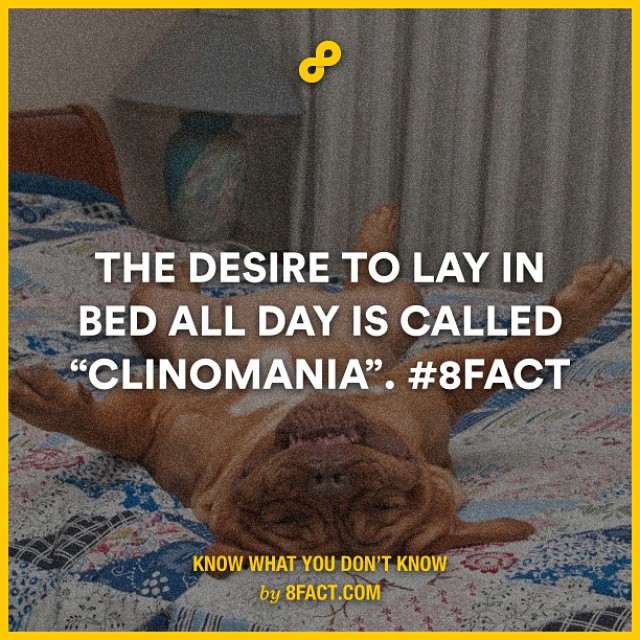 THE DESIRE TO LAY IN
BED ALL DAY IS CALLED
“CLINOMANIA”. #8FACT
KNOW WHAT YOU DON’T KNOW
by 8FACT.COM